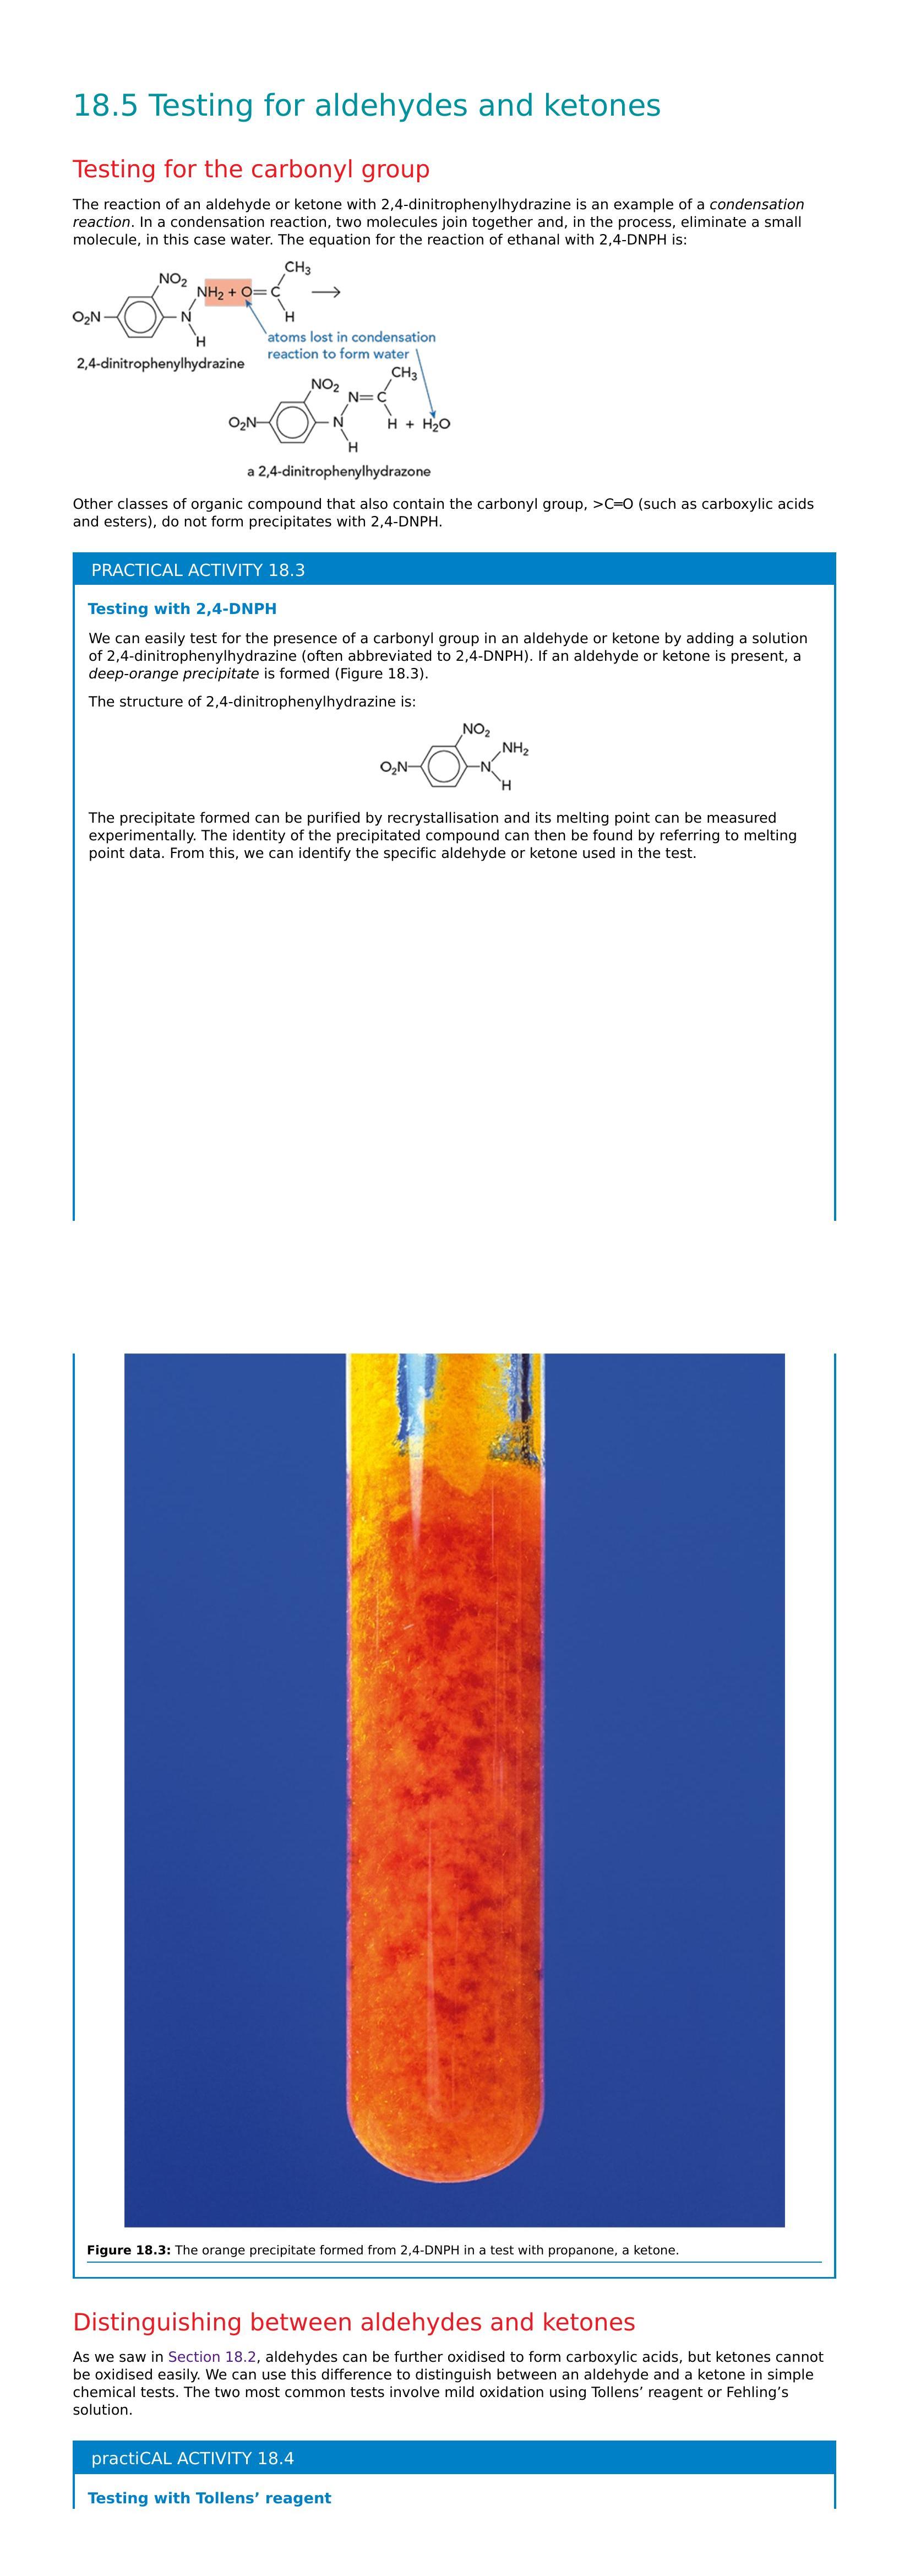 18.5 Testing for aldehydes and ketones
Testing for the carbonyl group
The reaction of an aldehyde or ketone with 2,4-dinitrophenylhydrazine is an example of a condensation
reaction. In a condensation reaction, two molecules join together and, in the process, eliminate a small
molecule, in this case water. The equation for the reaction of ethanal with 2,4-DNPH is:
CH₃
NO₂
NH₂ + O=C
O₂N
N
H
H
atoms lost in condensation
reaction to form water
2,4-dinitrophenylhydrazine
CH₃
NO₂
N=C
O₂N
N
H + H₂O
H
a 2,4-dinitrophenylhydrazone
Other classes of organic compound that also contain the carbonyl group, >C=O (such as carboxylic acids
and esters), do not form precipitates with 2,4-DNPH.
PRACTICAL ACTIVITY 18.3
Testing with 2,4-DNPH
We can easily test for the presence of a carbonyl group in an aldehyde or ketone by adding a solution
of 2,4-dinitrophenylhydrazine (often abbreviated to 2,4-DNPH). If an aldehyde or ketone is present, a
deep-orange precipitate is formed (Figure 18.3).
The structure of 2,4-dinitrophenylhydrazine is:
NO₂
NH₂
O₂N
N
H
The precipitate formed can be purified by recrystallisation and its melting point can be measured
experimentally. The identity of the precipitated compound can then be found by referring to melting
point data. From this, we can identify the specific aldehyde or ketone used in the test.
Figure 18.3: The orange precipitate formed from 2,4-DNPH in a test with propanone, a ketone.
Distinguishing between aldehydes and ketones
As we saw in Section 18.2, aldehydes can be further oxidised to form carboxylic acids, but ketones cannot
be oxidised easily. We can use this difference to distinguish between an aldehyde and a ketone in simple
chemical tests. The two most common tests involve mild oxidation using Tollens’ reagent or Fehling’s
solution.
practiCAL ACTIVITY 18.4
Testing with Tollens’ reagent